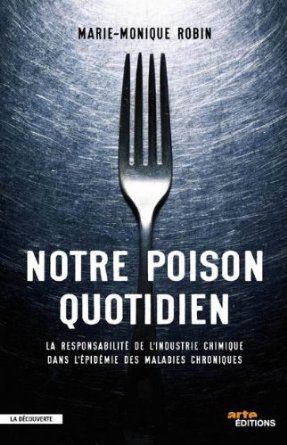 MARIE-MONIQUE ROBIN
NOTRE POISON
QUOTIDIEN
LA RESPONSABILITÉ DE L'INDUSTRIE CHIMIQUE
DANS L'ÉPIDÉMIE DES MALADIES CHRONIQUES
LA DÉCOUVERTE
arte
ÉDITIONS